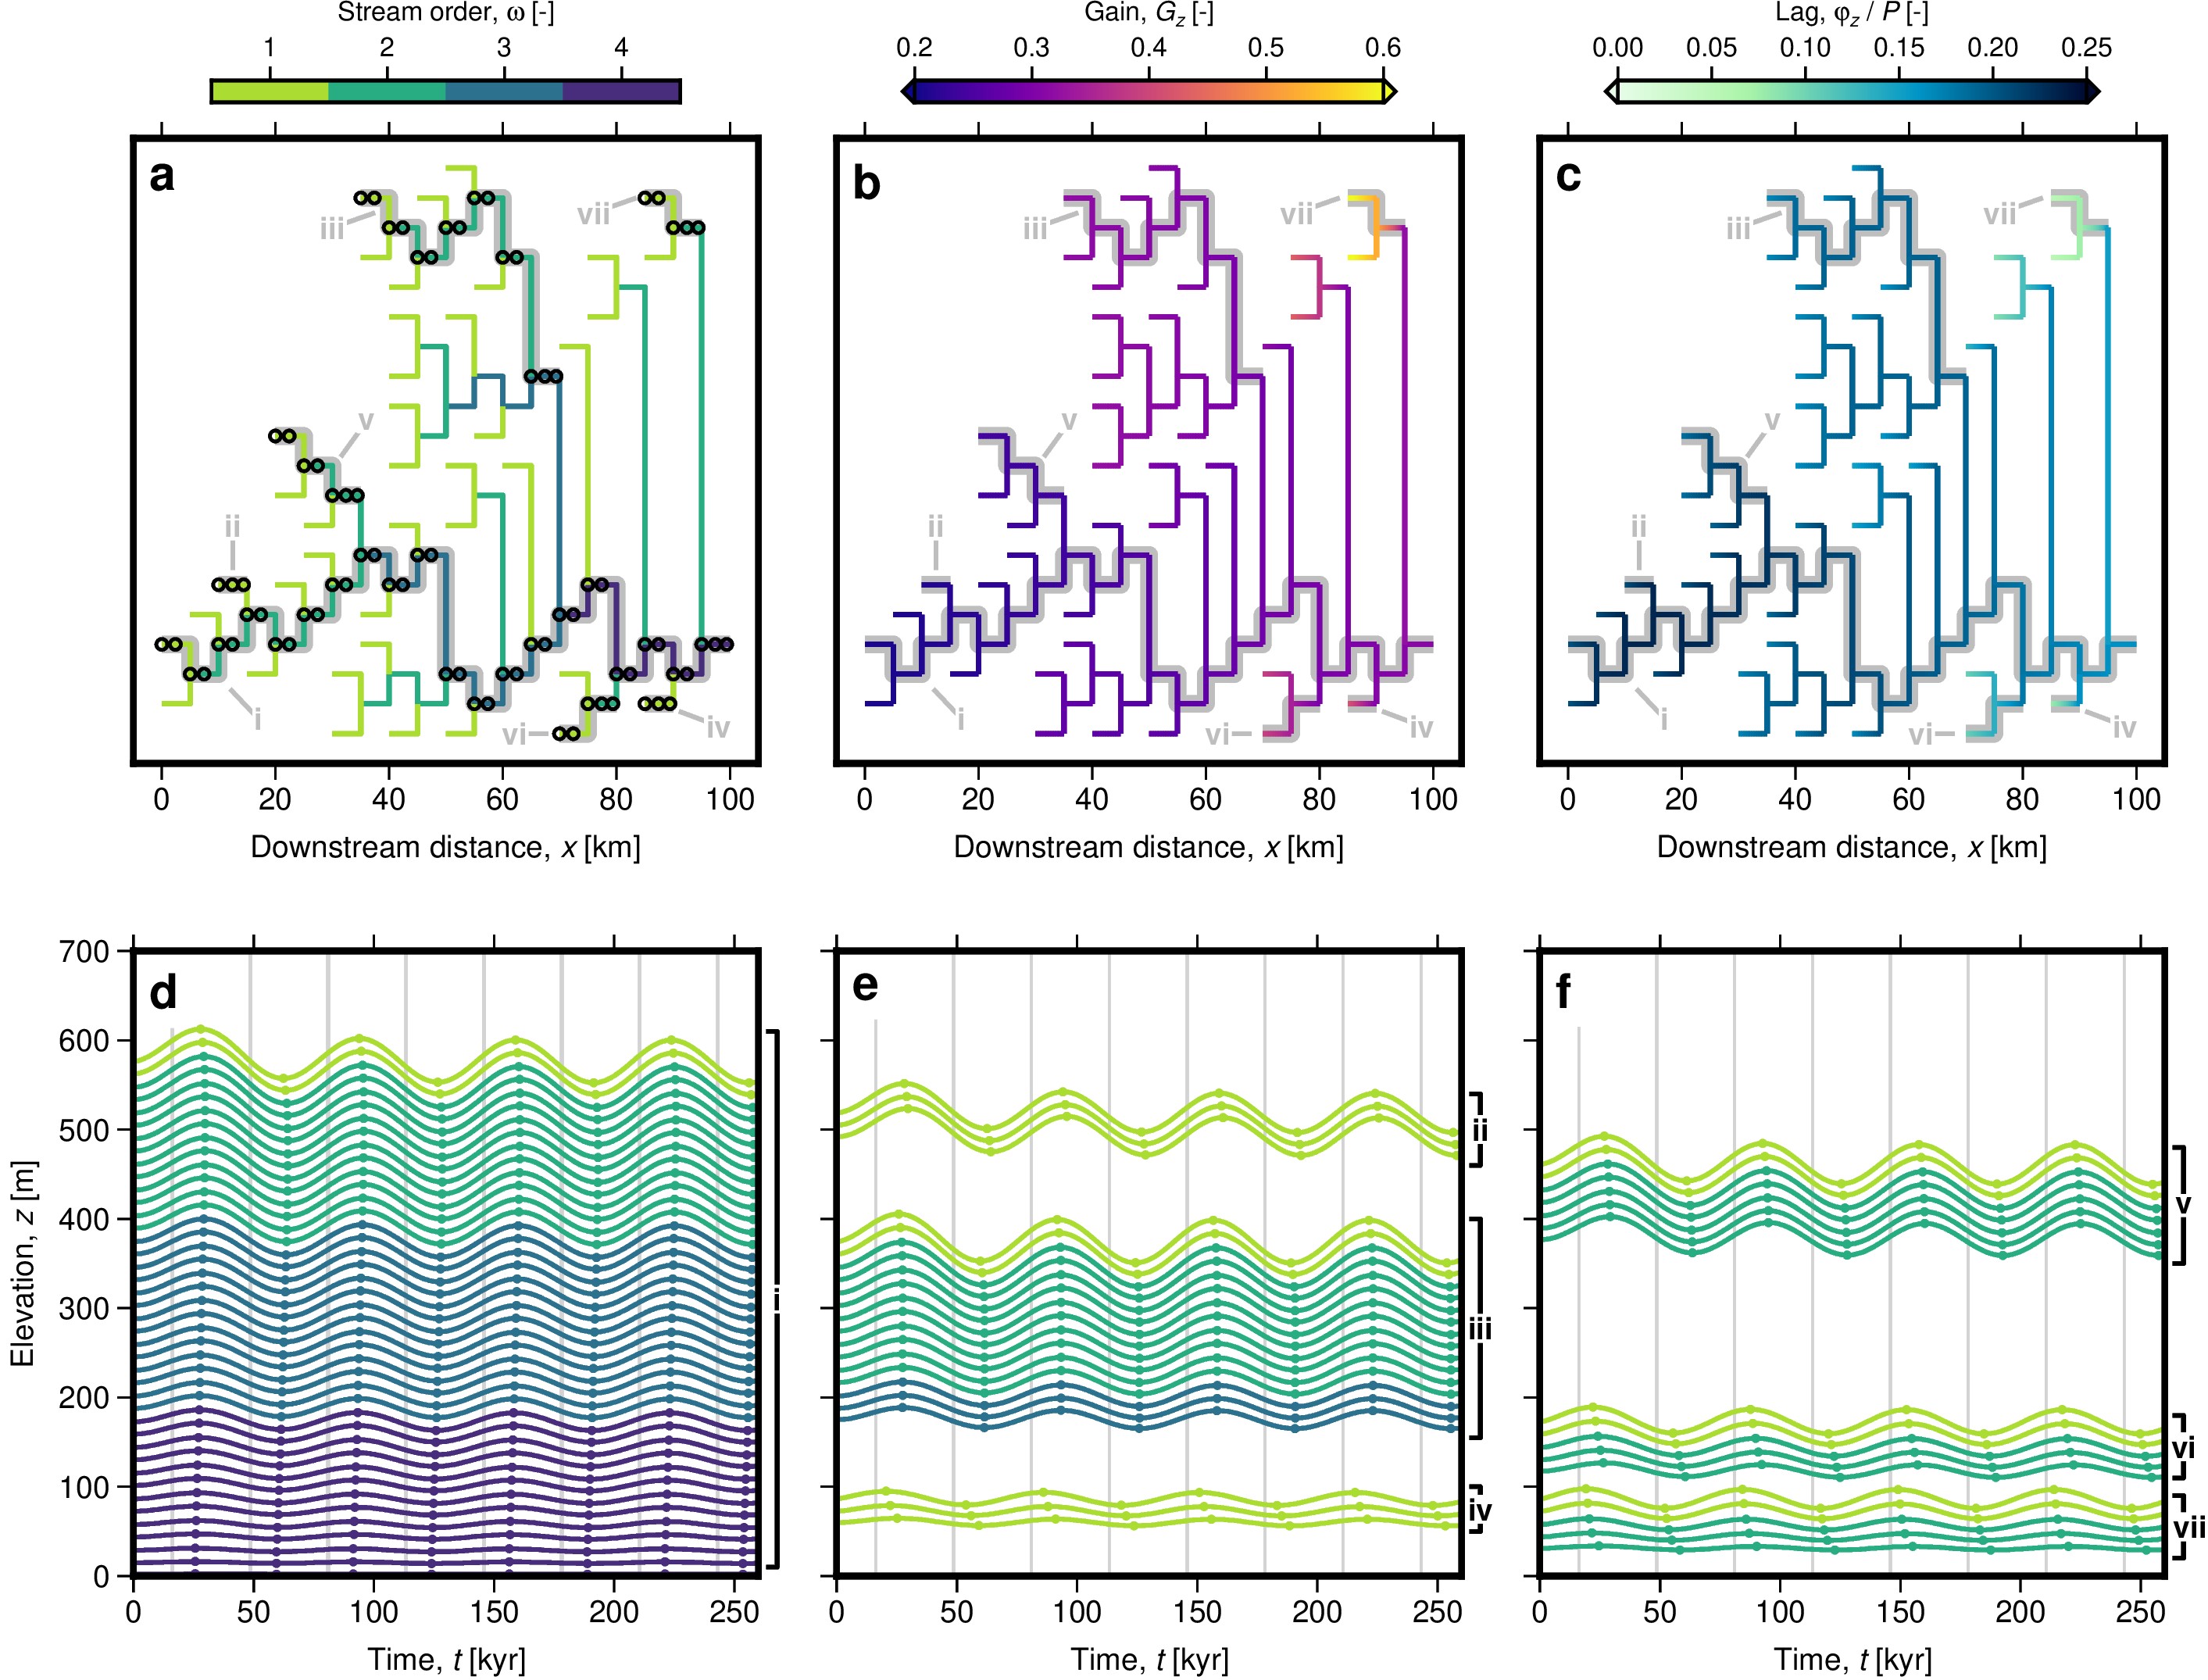 Stream order, ω [-]
1 2 3 4
Gain, Gz [-]
0.2 0.3 0.4 0.5 0.6
Lag, φz / P [-]
0.00 0.05 0.10 0.15 0.20 0.25
a
iii
vii
v
ii
i
vi
iv
0 20 40 60 80 100
Downstream distance, x [km]
b
iii
vii
v
ii
i
vi
iv
0 20 40 60 80 100
Downstream distance, x [km]
c
iii
vii
v
ii
i
vi
iv
0 20 40 60 80 100
Downstream distance, x [km]
d
700
600
500
400
300
200
100
0
Elevation, z [m]
i
0 50 100 150 200 250
Time, t [kyr]
e
ii
iii
iv
0 50 100 150 200 250
Time, t [kyr]
f
v
vi
vii
0 50 100 150 200 250
Time, t [kyr]